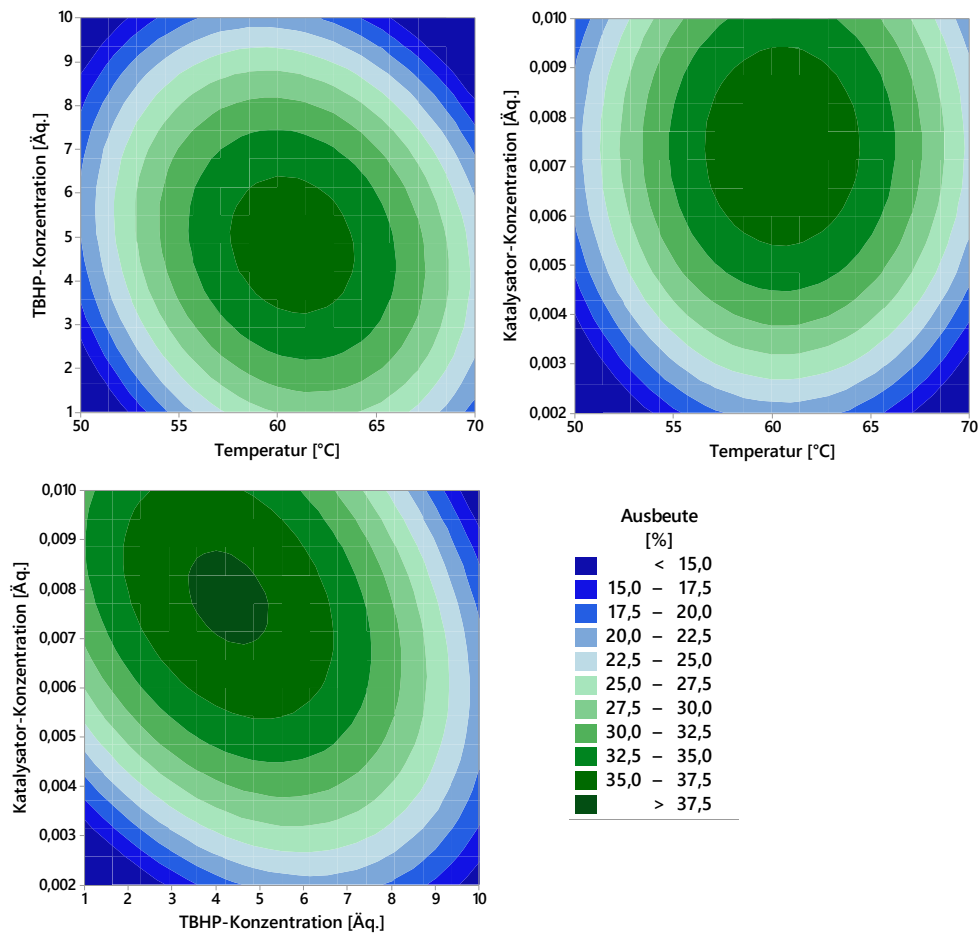 10
9
8
7
6
5
4
3
2
1
TBHP-Konzentration [Äq.]
50 55 60 65 70
Temperatur [°C]
0,010
0,009
0,008
0,007
0,006
0,005
0,004
0,003
0,002
Katalysator-Konzentration [Äq.]
50 55 60 65 70
Temperatur [°C]
0,010
0,009
0,008
0,007
0,006
0,005
0,004
0,003
0,002
Katalysator-Konzentration [Äq.]
1 2 3 4 5 6 7 8 9 10
TBHP-Konzentration [Äq.]
Ausbeute
[%]
< 15,0
15,0 – 17,5
17,5 – 20,0
20,0 – 22,5
22,5 – 25,0
25,0 – 27,5
27,5 – 30,0
30,0 – 32,5
32,5 – 35,0
35,0 – 37,5
> 37,5